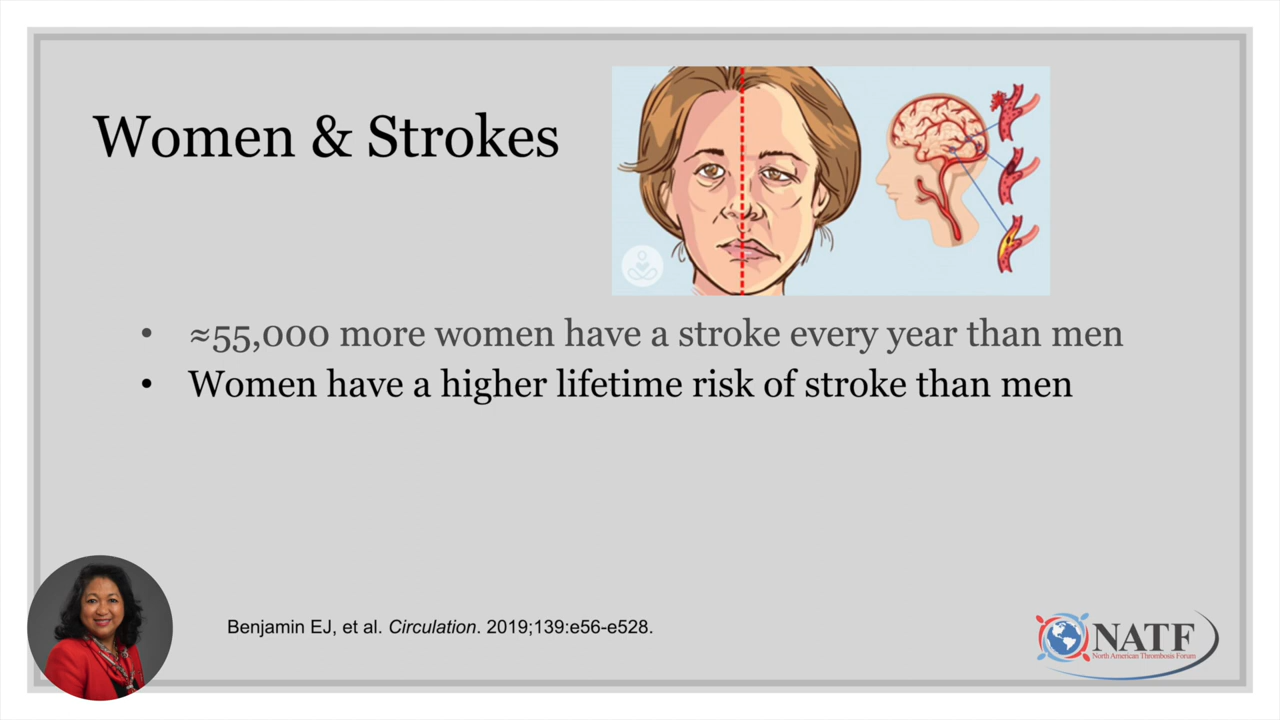 Women & Strokes
• ≈55,000 more women have a stroke every year than men
• Women have a higher lifetime risk of stroke than men
Benjamin EJ, et al. Circulation. 2019;139:e56-e528.
NATF
North American Thrombosis Forum